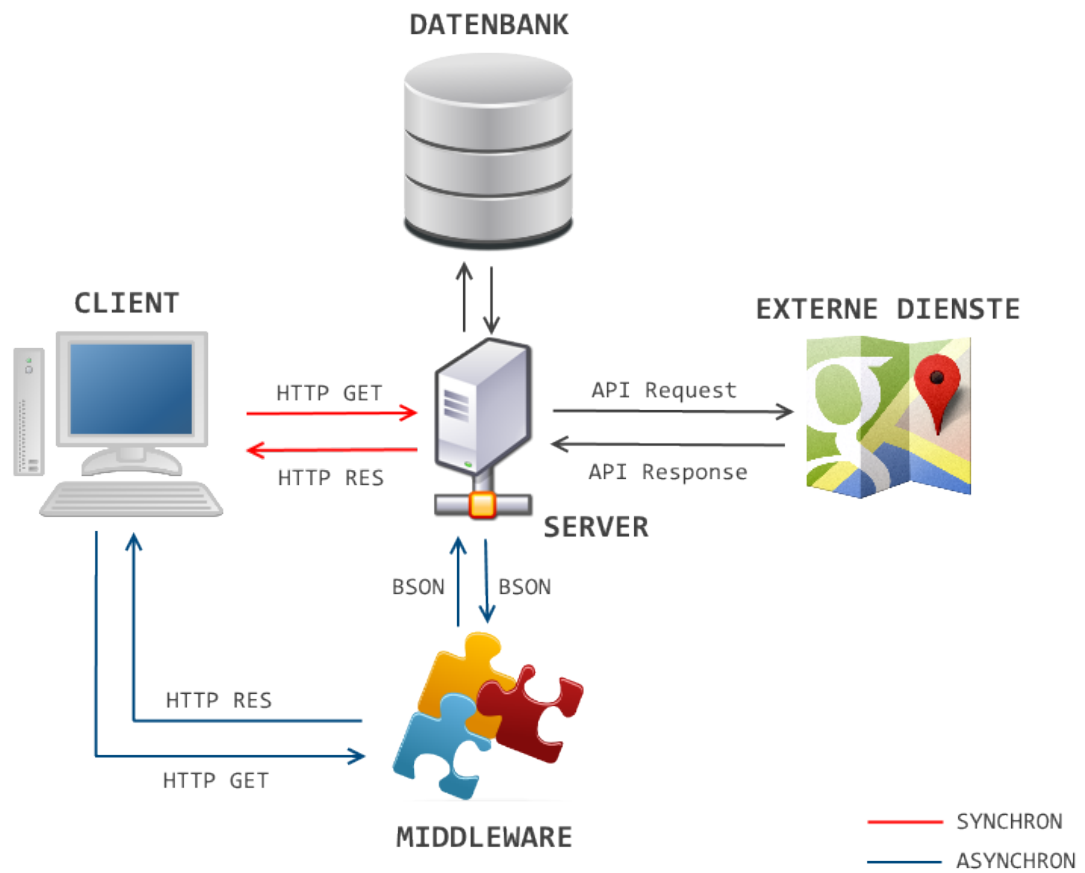 DATENBANK
CLIENT
EXTERNE DIENSTE
HTTP GET
API Request
HTTP RES
API Response
SERVER
BSON
BSON
HTTP RES
HTTP GET
MIDDLEWARE
SYNCHRON
ASYNCHRON